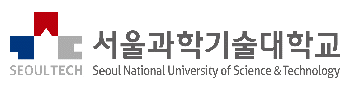 서울과학기술대학교
SEOULTECH Seoul National University of Science & Technology